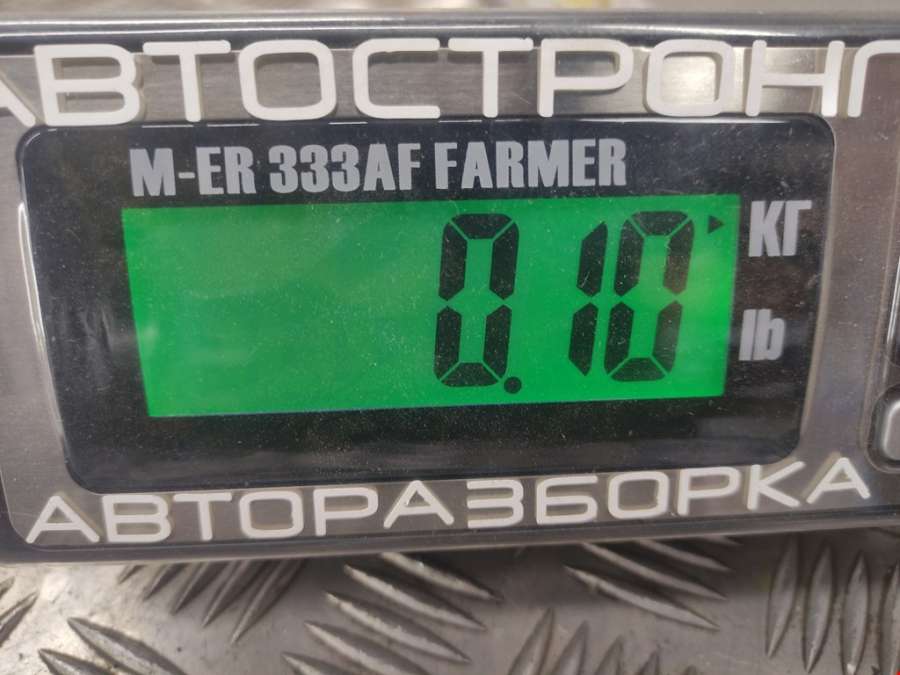 АВТОСТРОНГ
M-ER 333AF FARMER
0.10
КГ
lb
АВТОРАЗБОРКА